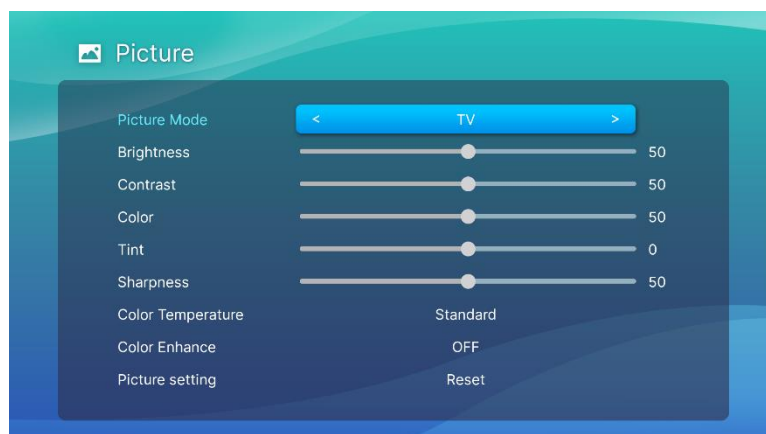 Picture
Picture Mode < TV >
Brightness 50
Contrast 50
Color 50
Tint 0
Sharpness 50
Color Temperature Standard
Color Enhance OFF
Picture setting Reset